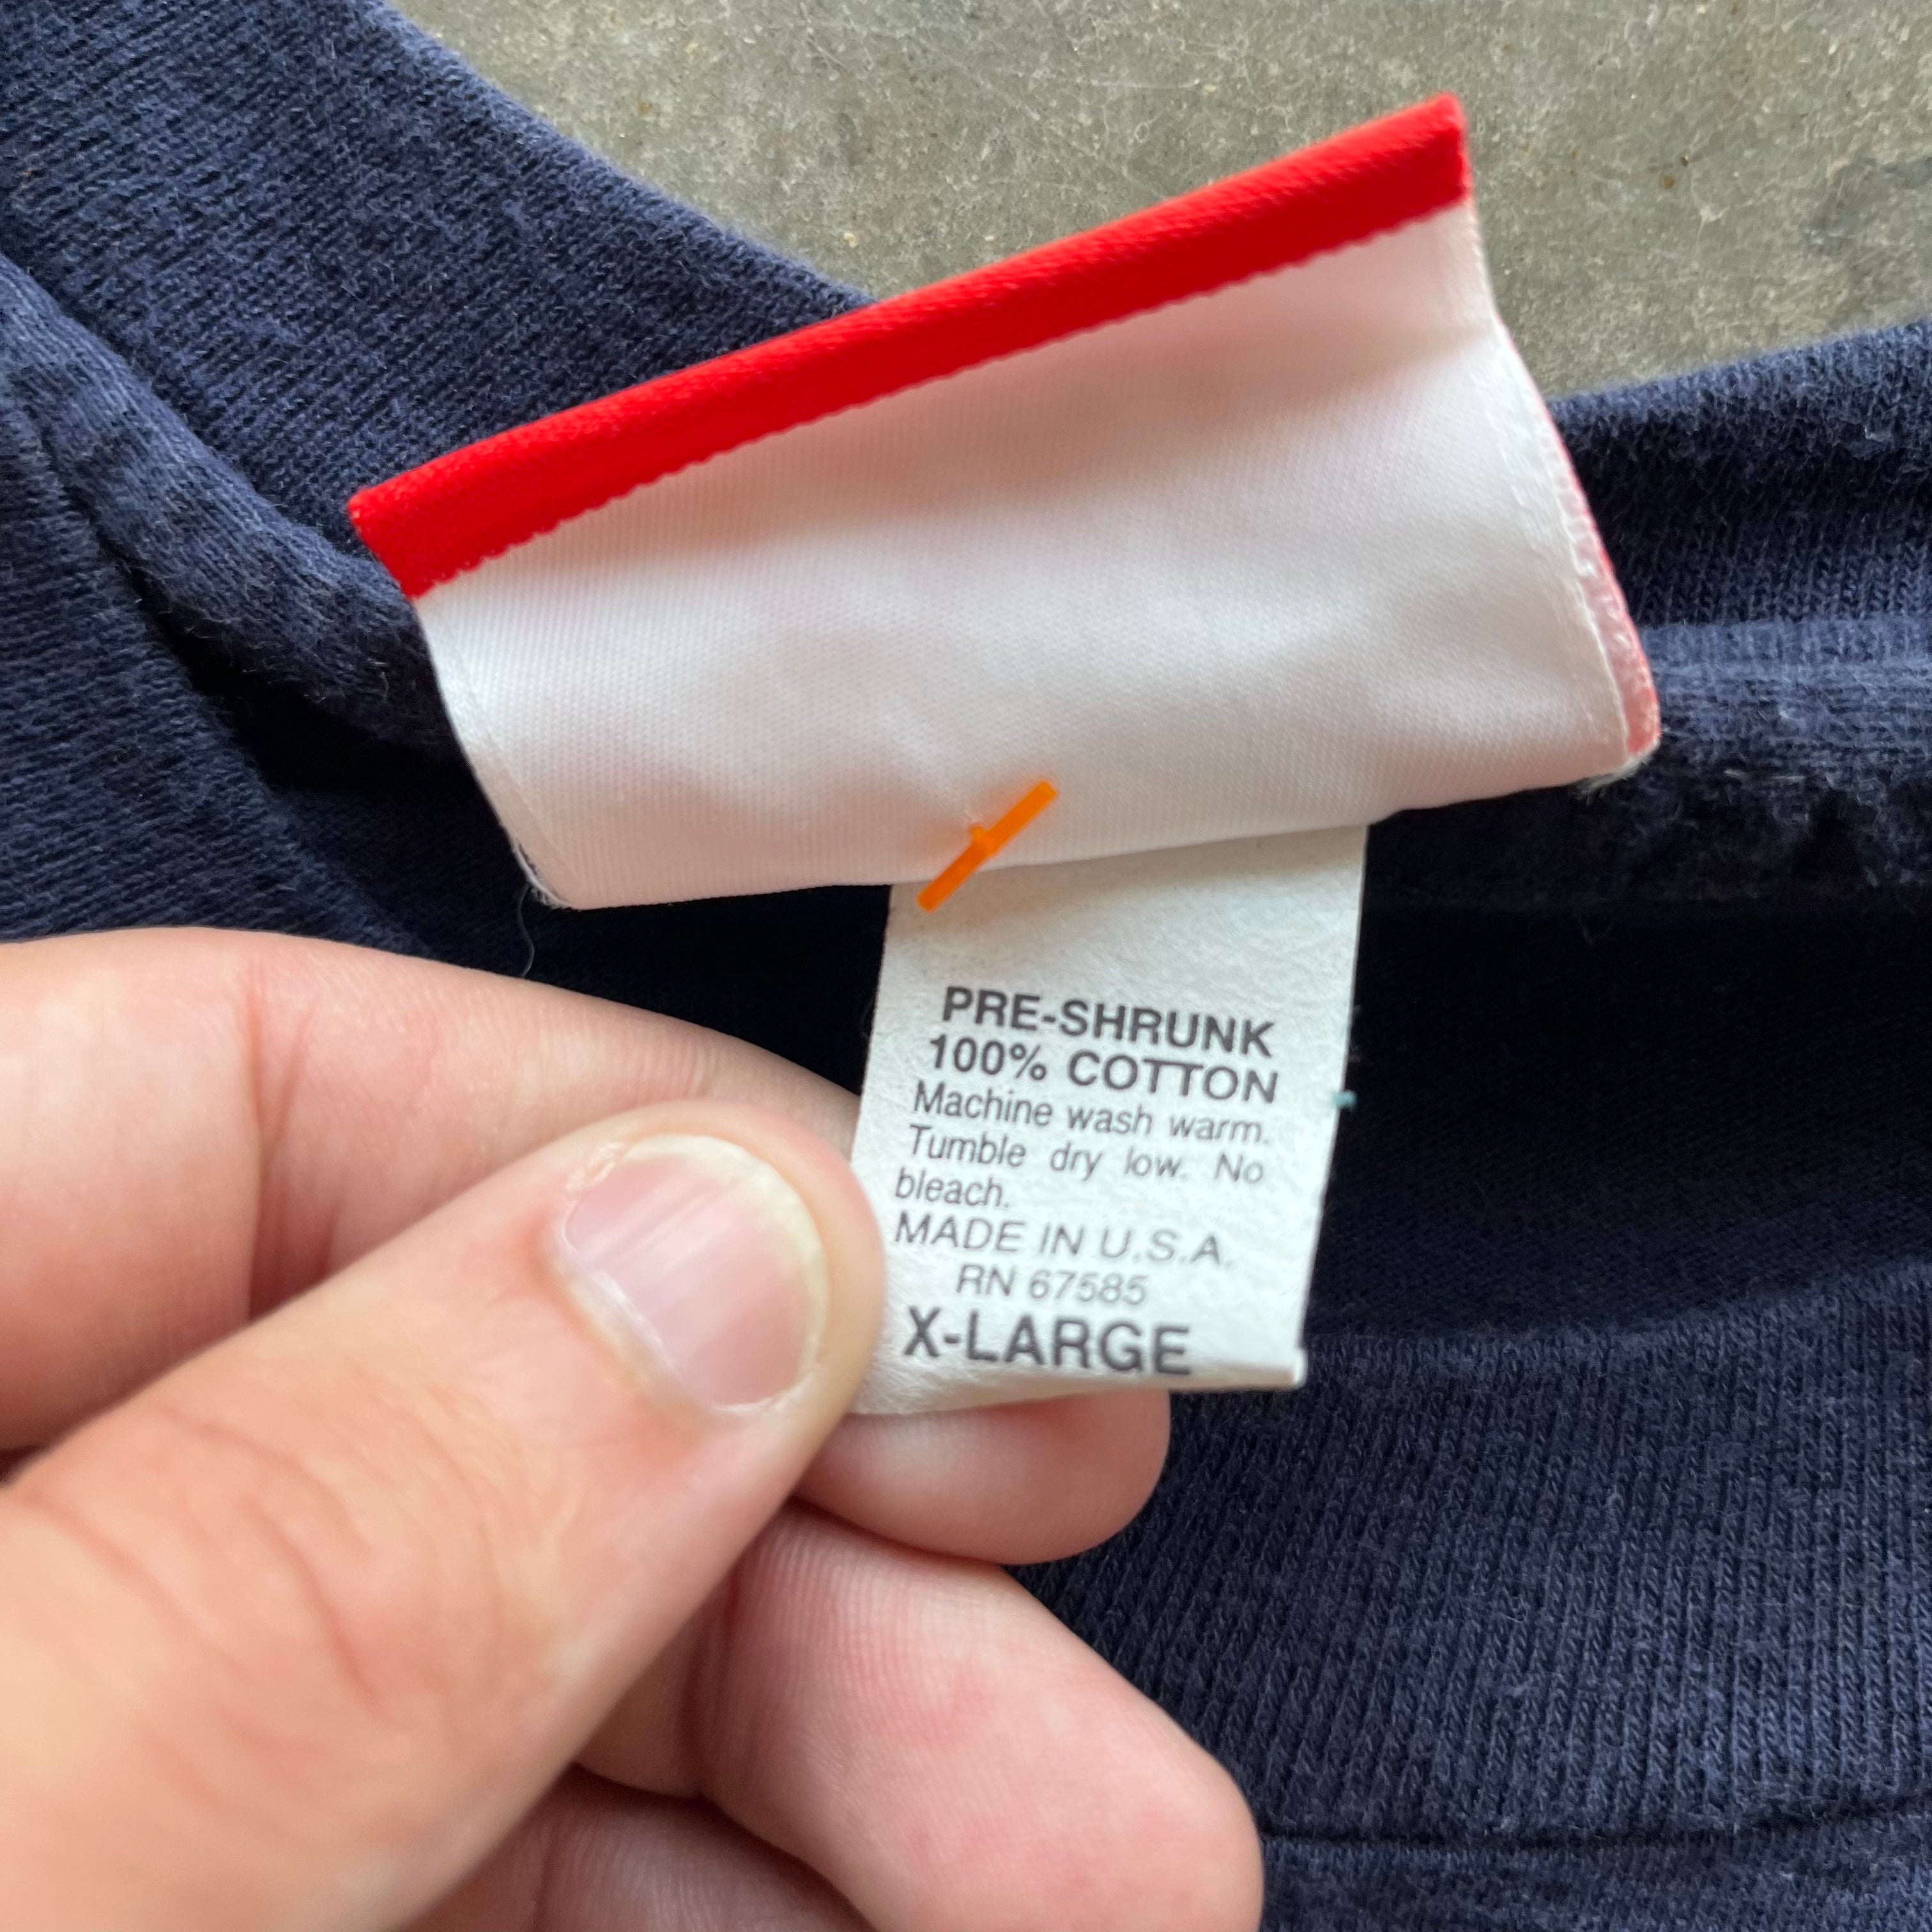 PRE-SHRUNK
100% COTTON
Machine wash warm.
Tumble dry low. No
bleach.
MADE IN U.S.A.
RN 67585
X-LARGE